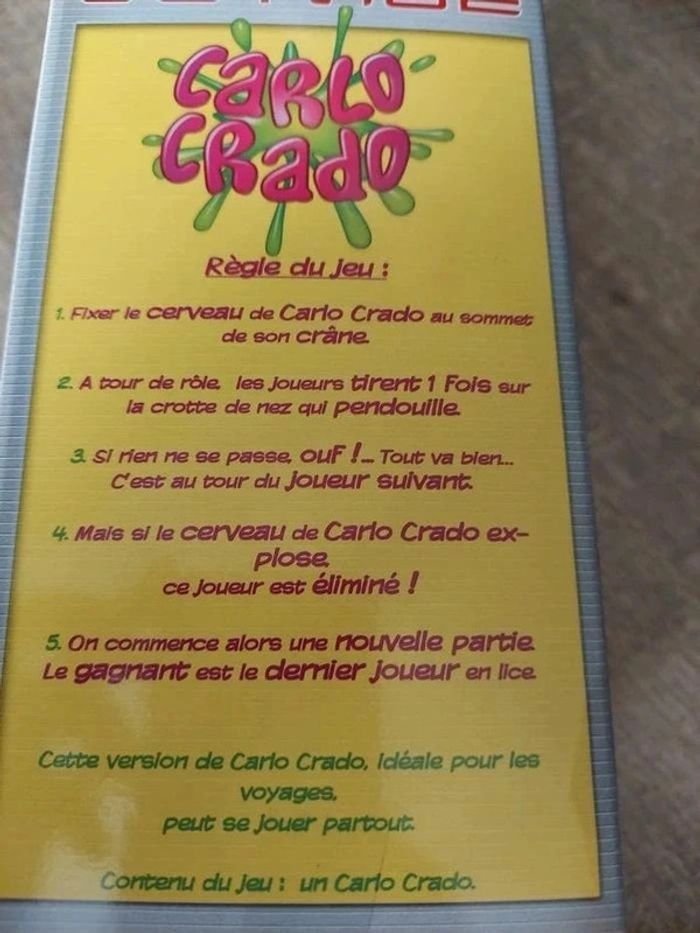 CARLO
CRADO
Règle du jeu :
1. Fixer le cerveau de Carlo Crado au sommet
de son crâne.
2. A tour de rôle, les joueurs tirent 1 Fois sur
la crotte de nez qui pendouille.
3. Si rien ne se passe, OUF !... Tout va bien...
C'est au tour du joueur suivant.
4. Mais si le cerveau de Carlo Crado ex-
plose,
ce joueur est éliminé !
5. On commence alors une nouvelle partie.
Le gagnant est le dernier joueur en lice.
Cette version de Carlo Crado, idéale pour les
voyages,
peut se jouer partout.
Contenu du jeu : un Carlo Crado.